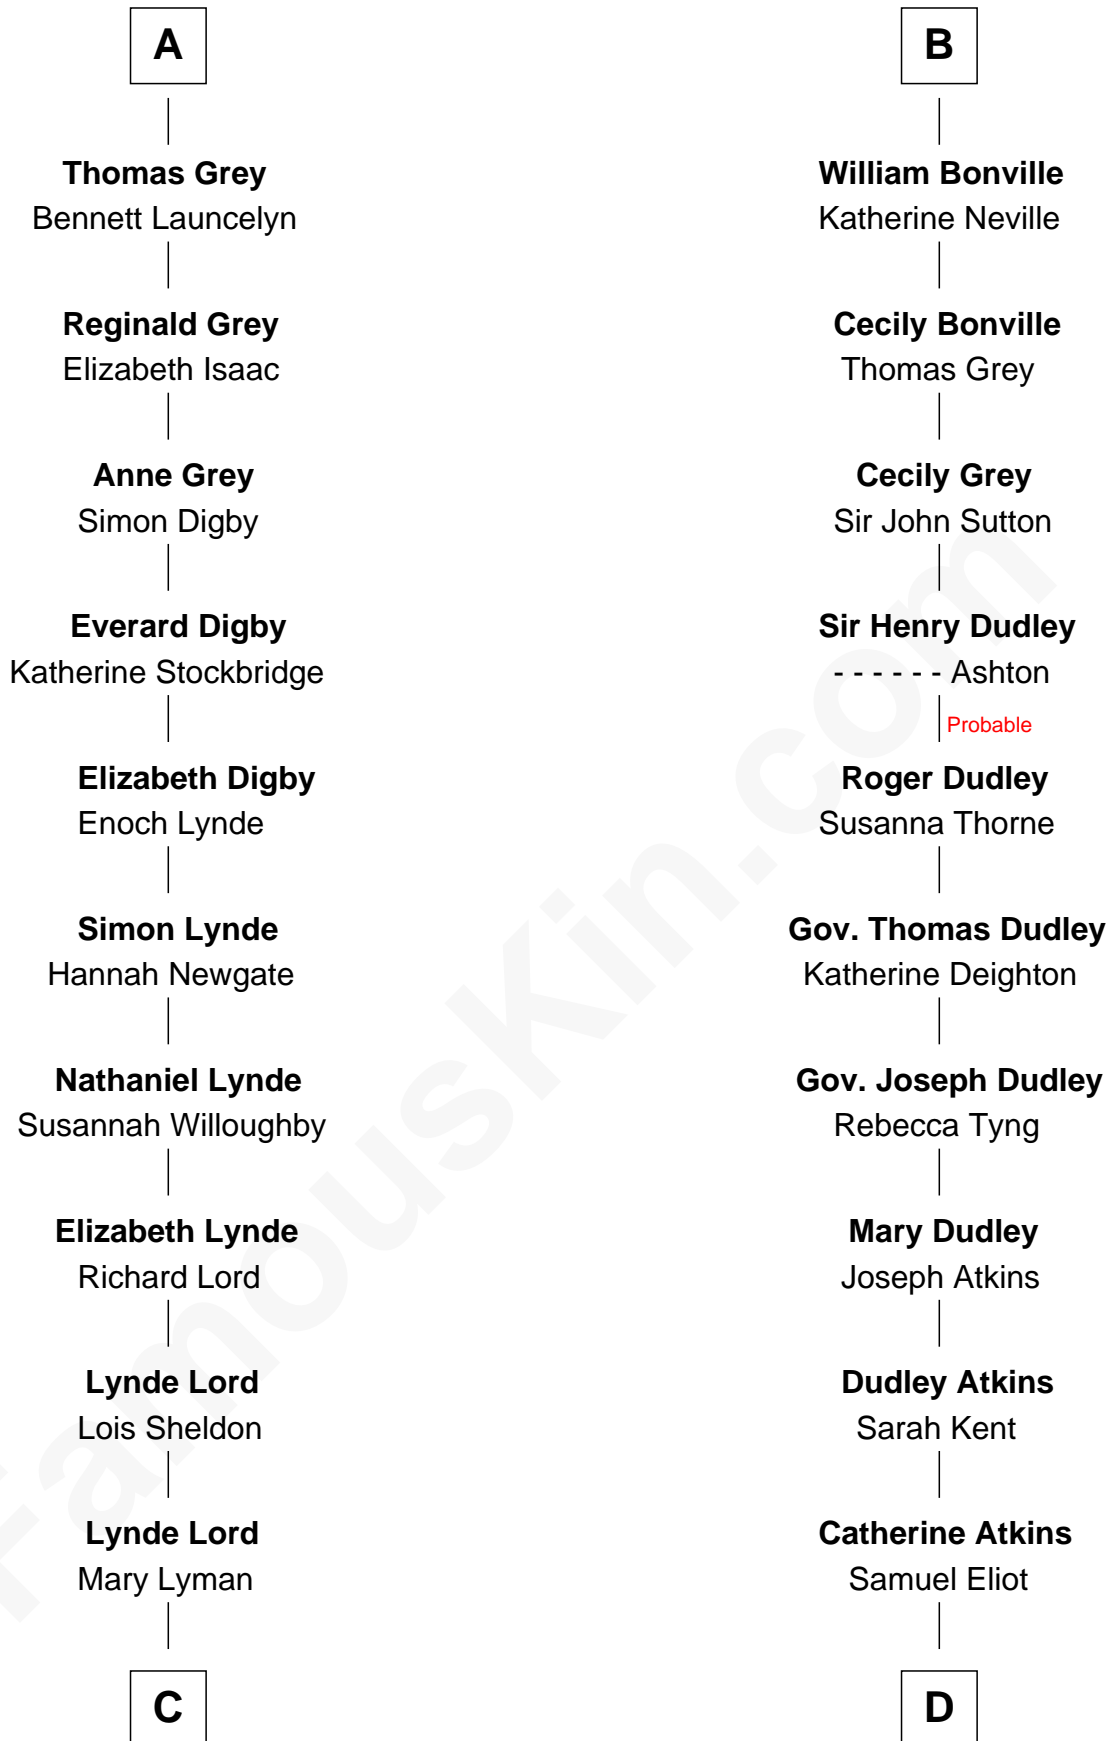 A
Thomas Grey
Bennett Launcelyn
Reginald Grey
Elizabeth Isaac
Anne Grey
Simon Digby
Everard Digby
Katherine Stockbridge
Elizabeth Digby
Enoch Lynde
Simon Lynde
Hannah Newgate
Nathaniel Lynde
Susannah Willoughby
Elizabeth Lynde
Richard Lord
Lynde Lord
Lois Sheldon
Lynde Lord
Mary Lyman
C
B
William Bonville
Katherine Neville
Cecily Bonville
Thomas Grey
Cecily Grey
Sir John Sutton
Sir Henry Dudley
- - - - - - Ashton
Probable
Roger Dudley
Susanna Thorne
Gov. Thomas Dudley
Katherine Deighton
Gov. Joseph Dudley
Rebecca Tyng
Mary Dudley
Joseph Atkins
Dudley Atkins
Sarah Kent
Catherine Atkins
Samuel Eliot
D
FamousKin.com